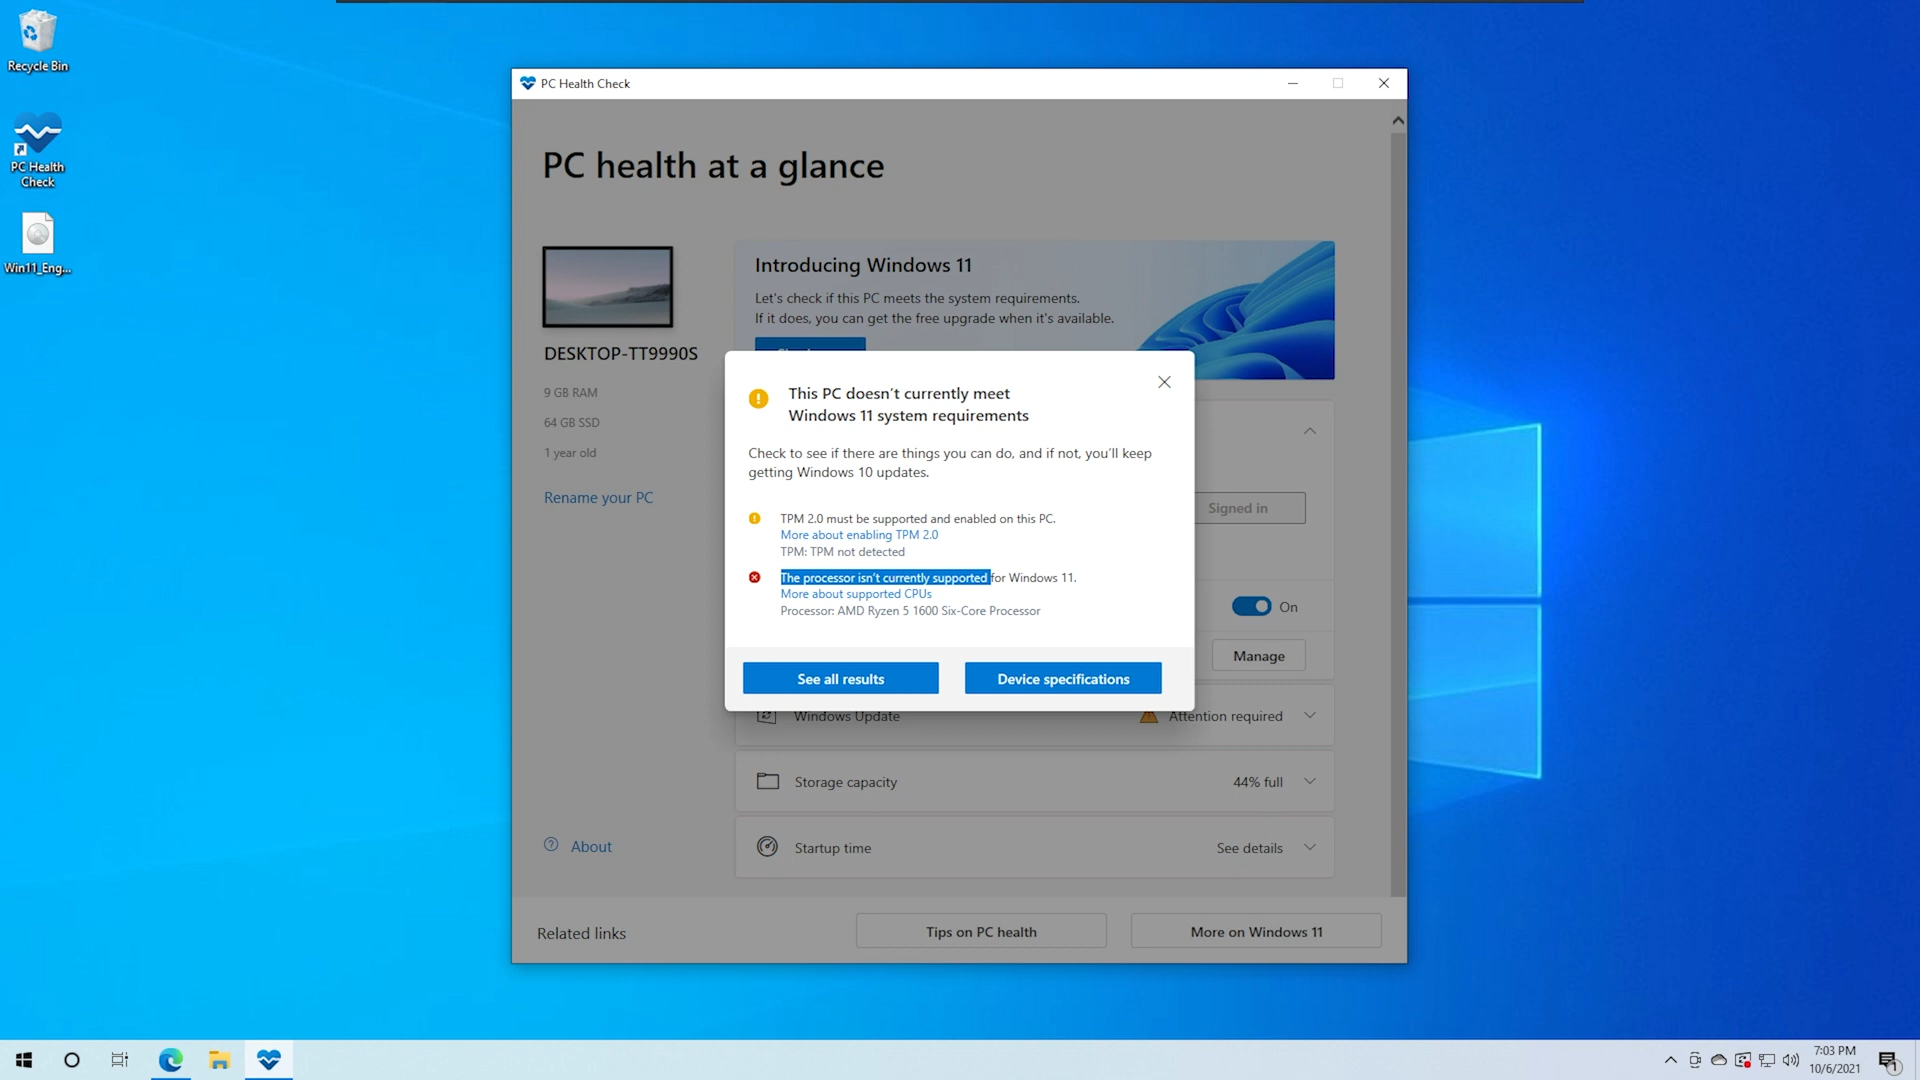 Recycle Bin
PC Health
Check
Win11_Eng...
PC Health Check
PC health at a glance
DESKTOP-TT9990S
9 GB RAM
64 GB SSD
1 year old
Rename your PC
About
Introducing Windows 11
Let's check if this PC meets the system requirements.
If it does, you can get the free upgrade when it's available.
This PC doesn't currently meet
Windows 11 system requirements
Check to see if there are things you can do, and if not, you'll keep
getting Windows 10 updates.
TPM 2.0 must be supported and enabled on this PC.
More about enabling TPM 2.0
TPM: TPM not detected
The processor isn't currently supported for Windows 11.
More about supported CPUs
Processor: AMD Ryzen 5 1600 Six-Core Processor
See all results
Device specifications
Signed in
On
Manage
Windows Update
Attention required
Storage capacity
44% full
Startup time
See details
Related links
Tips on PC health
More on Windows 11
7:03 PM
10/6/2021
1